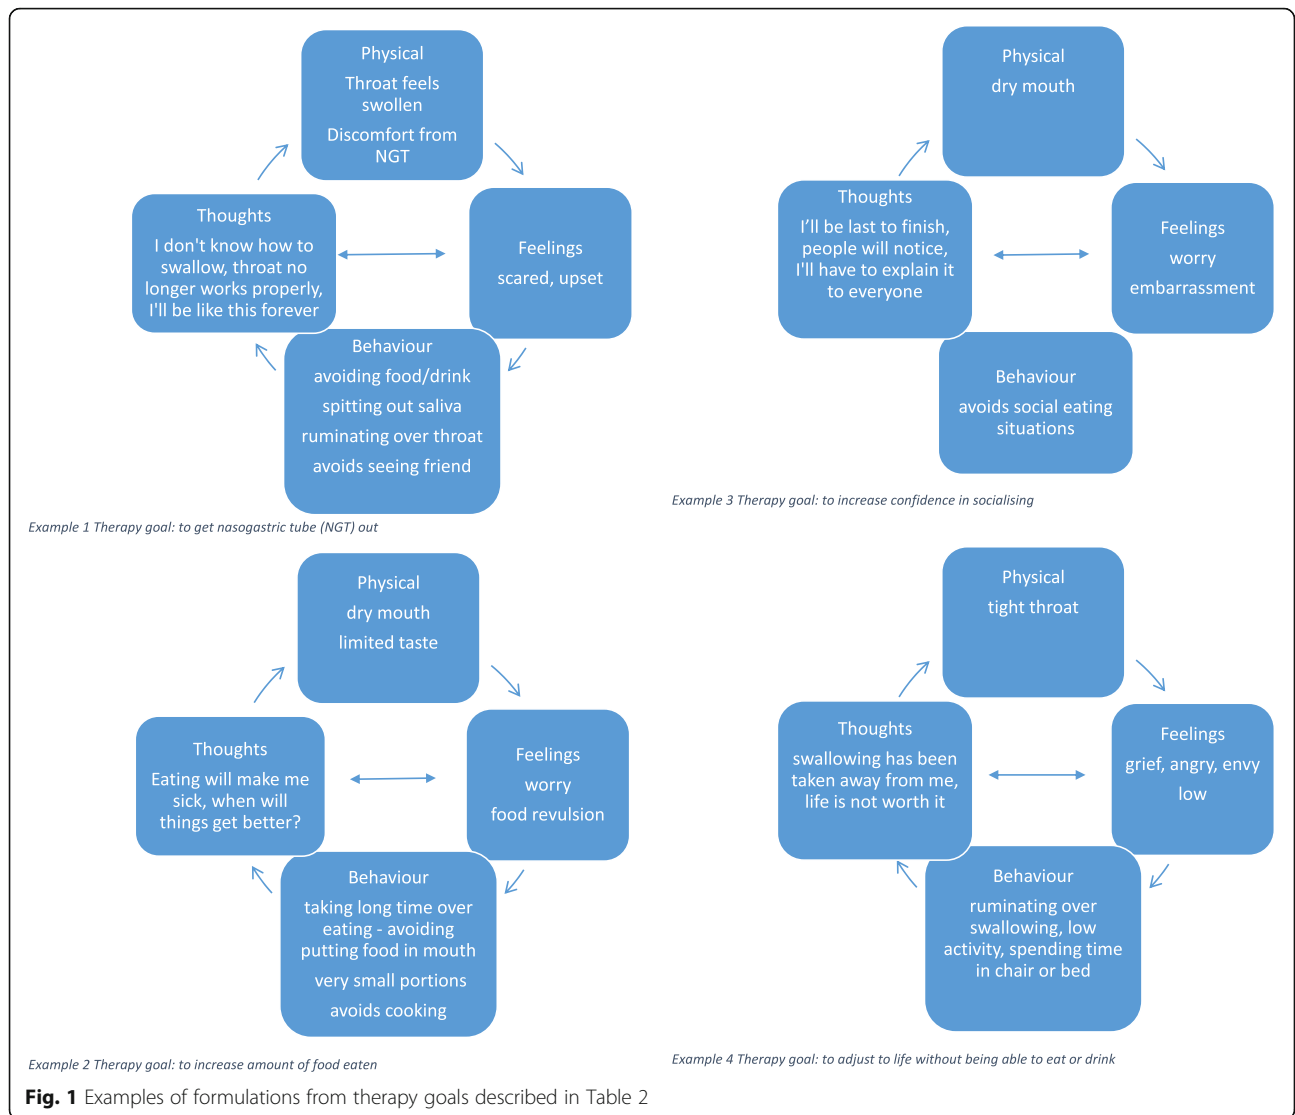 Physical
Throat feels
swollen
Discomfort from
NGT
Thoughts
I don't know how to
swallow, throat no
longer works properly,
I'll be like this forever
Feelings
scared, upset
Behaviour
avoiding food/drink
spitting out saliva
ruminating over throat
avoids seeing friend
Example 1 Therapy goal: to get nasogastric tube (NGT) out
Physical
dry mouth
limited taste
Thoughts
Eating will make me
sick, when will
things get better?
Feelings
worry
food revulsion
Behaviour
taking long time over
eating - avoiding
putting food in mouth
very small portions
avoids cooking
Example 2 Therapy goal: to increase amount of food eaten
Physical
dry mouth
Thoughts
I’ll be last to finish,
people will notice,
I'll have to explain it
to everyone
Feelings
worry
embarrassment
Behaviour
avoids social eating
situations
Example 3 Therapy goal: to increase confidence in socialising
Physical
tight throat
Thoughts
swallowing has been
taken away from me,
life is not worth it
Feelings
grief, angry, envy
low
Behaviour
ruminating over
swallowing, low
activity, spending time
in chair or bed
Example 4 Therapy goal: to adjust to life without being able to eat or drink
Fig. 1 Examples of formulations from therapy goals described in Table 2